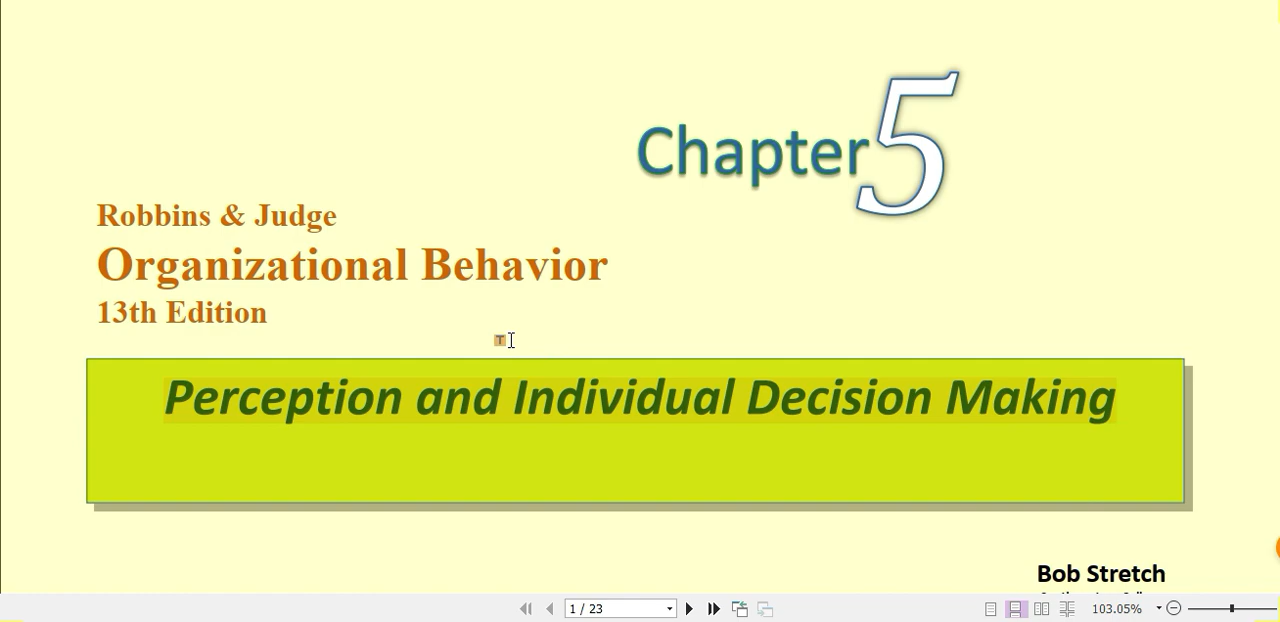 Chapter 5
Robbins & Judge
Organizational Behavior
13th Edition
T
Perception and Individual Decision Making
Bob Stretch
1 / 23
103.05%